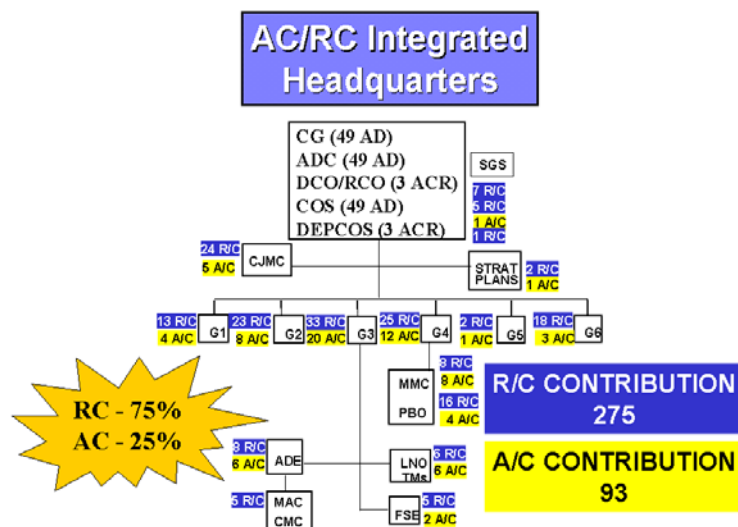 AC/RC Integrated
Headquarters
CG (49 AD)
ADC (49 AD)
DCO/RCO (3 ACR)
COS (49 AD)
DEPCOS (3 ACR)
SGS
7 R/C
5 R/C
1 A/C
1 R/C
24 R/C
5 A/C
CJMC
STRAT
PLANS
2 R/C
1 A/C
13 R/C
4 A/C
G1
23 R/C
8 A/C
G2
33 R/C
20 A/C
G3
25 R/C
12 A/C
G4
2 R/C
1 A/C
G5
18 R/C
3 A/C
G6
MMC
PBO
8 R/C
8 A/C
16 R/C
4 A/C
RC - 75%
AC - 25%
R/C CONTRIBUTION
275
A/C CONTRIBUTION
93
8 R/C
6 A/C
ADE
LNO
TMs
6 R/C
6 A/C
5 R/C
MAC
CMC
FSE
5 R/C
2 A/C